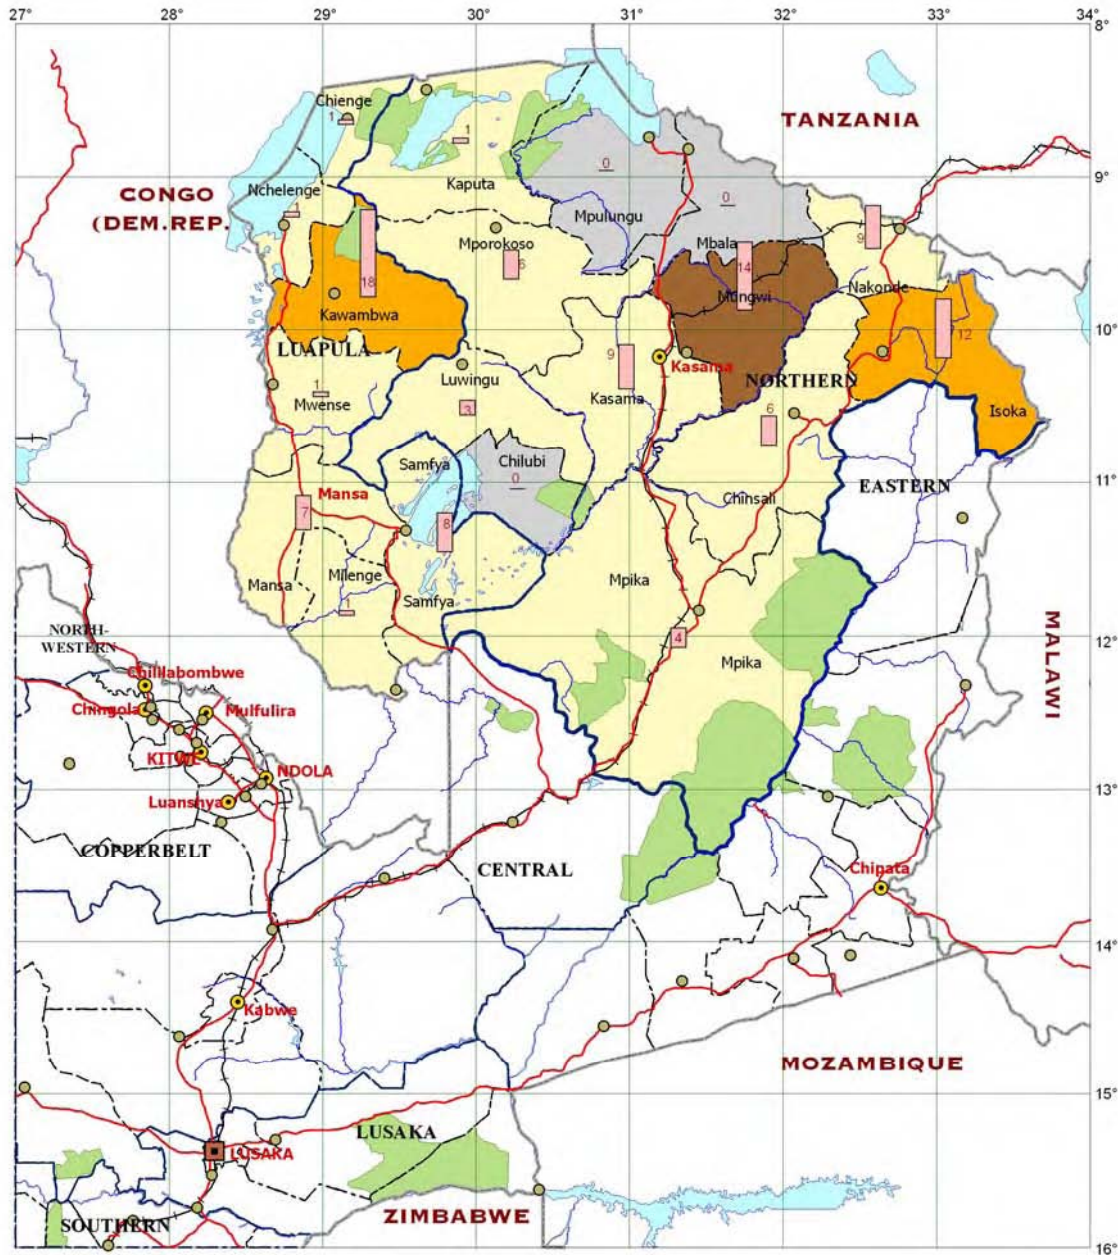 27° 28° 29° 30° 31° 32° 33° 34°
8°
Chienge
1
1
TANZANIA
9°
CONGO
(DEM.REP.
Nchelenge
1
Kaputa
0
Mpulungu
0
Mporokoso
6
Mbala
9
18
14
Mungwi
Nakonde
Kawambwa
12
10°
LUAPULA
Luwingu
9
Kasama
Kasama
NORTHERN
1
Mwense
3
6
Isoka
Samfya
Chilubi
0
EASTERN
11°
Mansa
7
8
Chinsali
Mansa
Milenge
1
Samfya
Mpika
4
Mpika
MALAWI
12°
NORTH-
WESTERN
Chililabombwe
Chingola
Mulfulira
KITWE
NDOLA
Luanshya
13°
COPPERBELT
CENTRAL
Chipata
14°
Kabwe
MOZAMBIQUE
15°
LUSAKA
LUSAKA
ZIMBABWE
SOUTHERN
16°